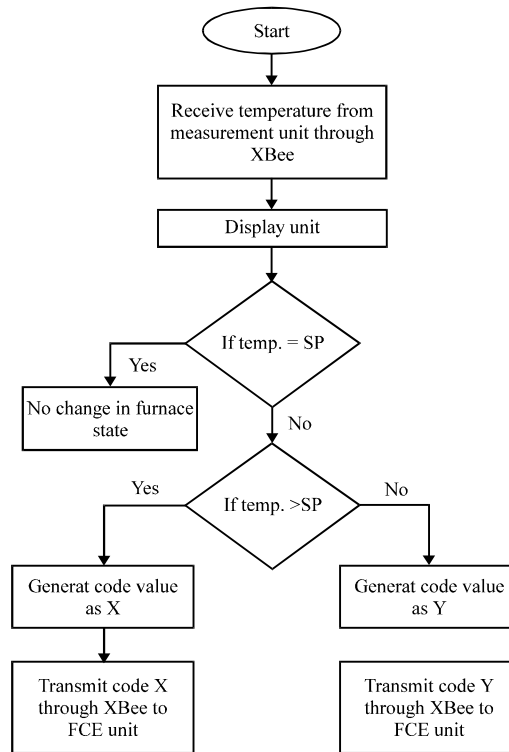 Start
Receive temperature from
measurement unit through
XBee
Display unit
If temp. = SP
Yes
No change in furnace
state
No
If temp. >SP
Yes
No
Generat code value
as X
Generat code value
as Y
Transmit code X
through XBee to
FCE unit
Transmit code Y
through XBee to
FCE unit